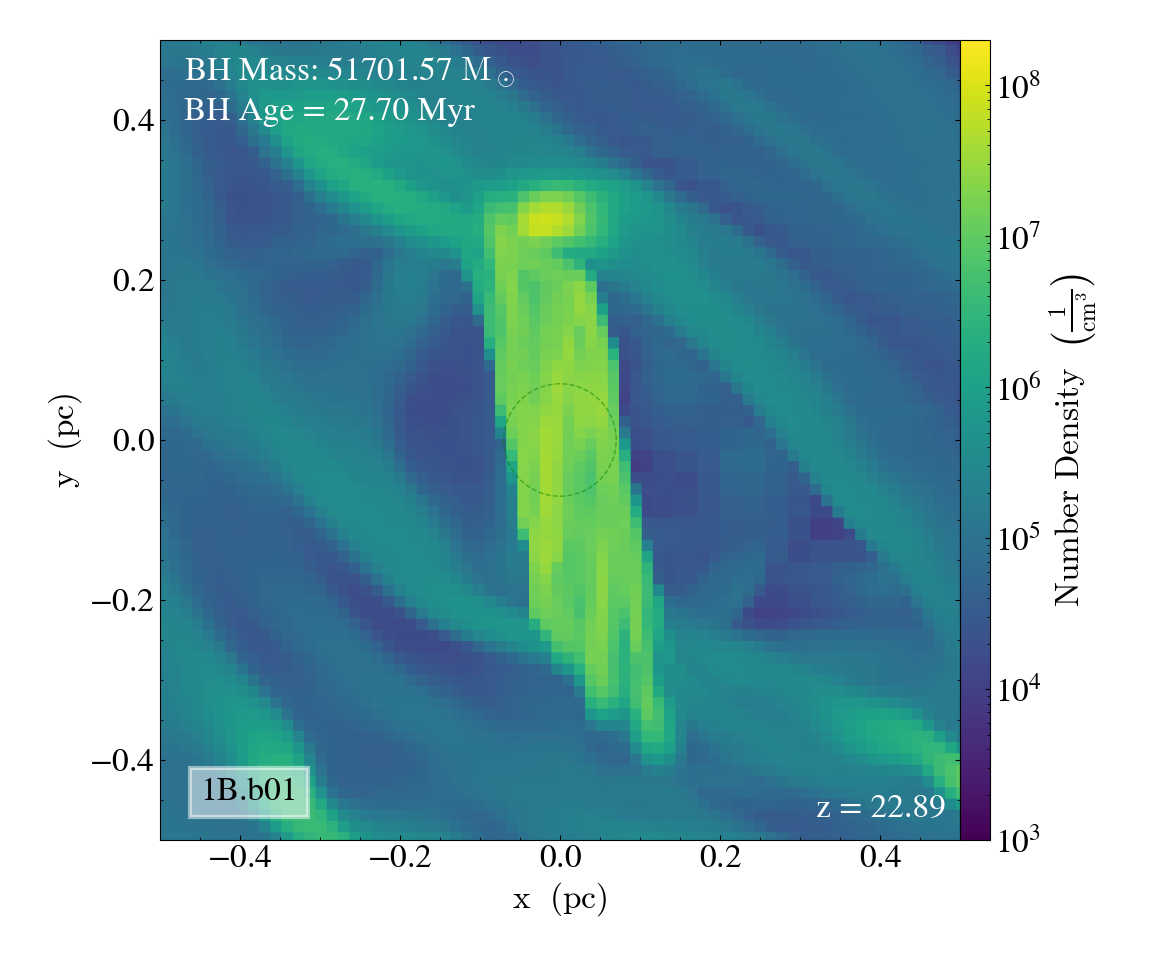 BH Mass: 51701.57 M⊙
BH Age = 27.70 Myr
0.4
0.2
0.0
−0.2
−0.4
y (pc)
1B.b01
z = 22.89
−0.4 −0.2 0.0 0.2 0.4
x (pc)
10⁸
10⁷
10⁶
10⁵
10⁴
10³
Number Density (1/cm³)